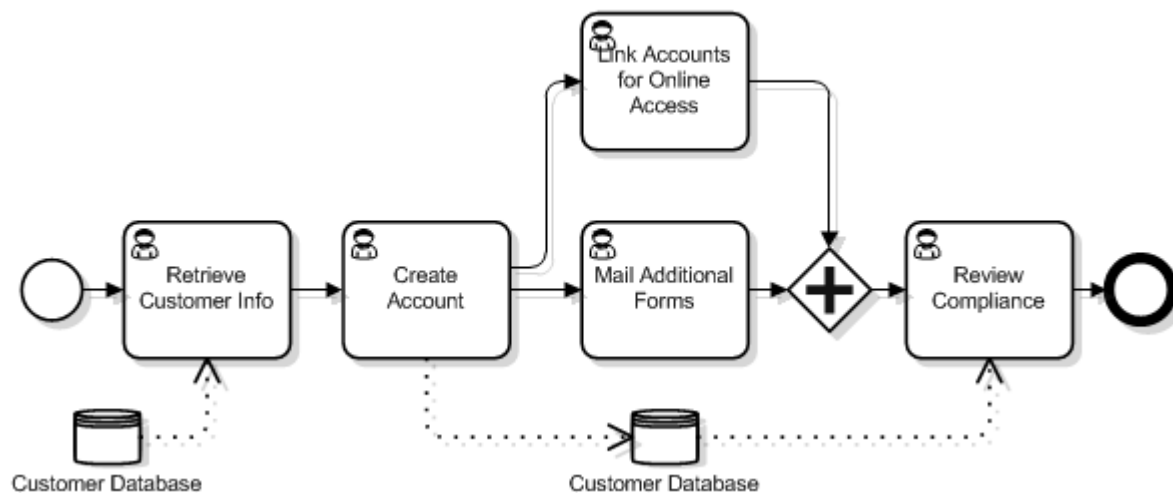 Link Accounts
for Online
Access
Retrieve
Customer Info
Create
Account
Mail Additional
Forms
Review
Compliance
Customer Database
Customer Database